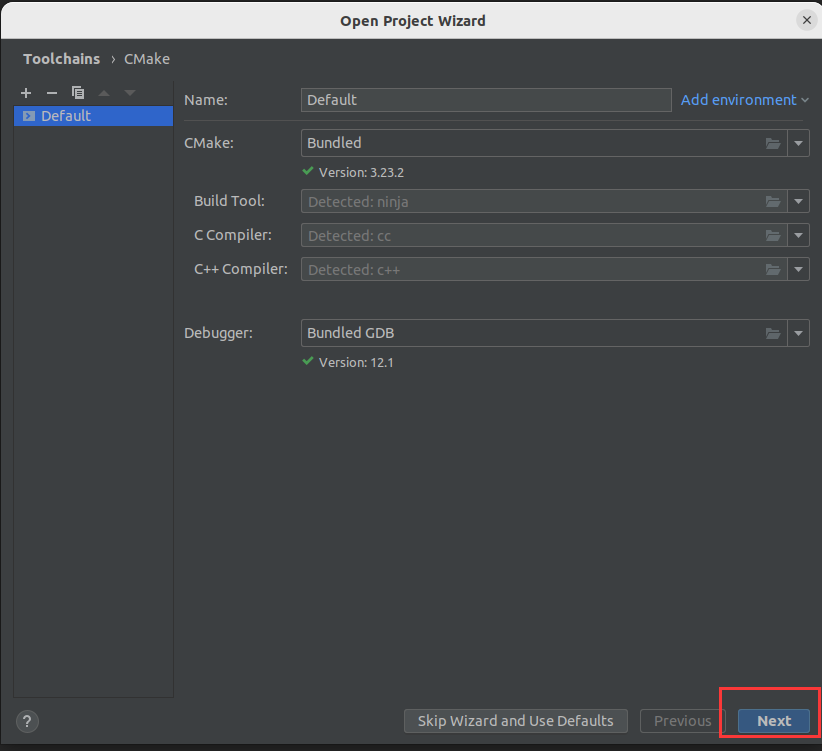 Open Project Wizard
Toolchains › CMake
Default
Name: Default Add environment
CMake: Bundled
Version: 3.23.2
Build Tool: Detected: ninja
C Compiler: Detected: cc
C++ Compiler: Detected: c++
Debugger: Bundled GDB
Version: 12.1
? Skip Wizard and Use Defaults Previous Next